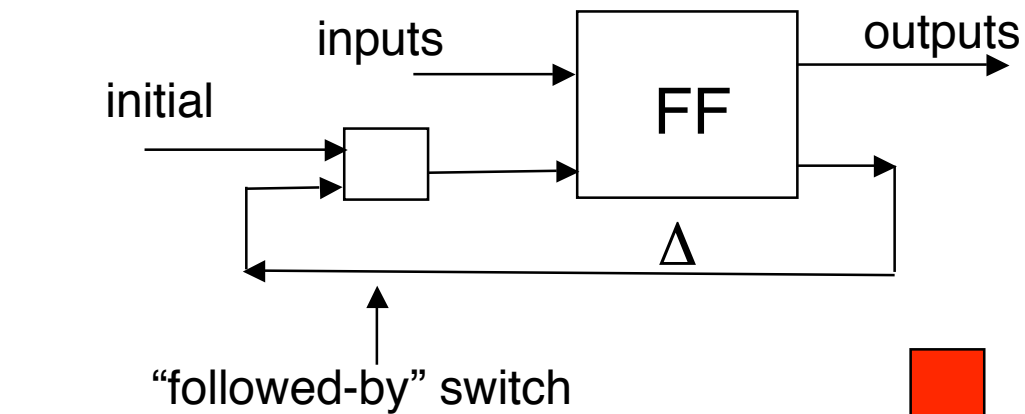 inputs
outputs
initial
FF
Δ
“followed-by” switch